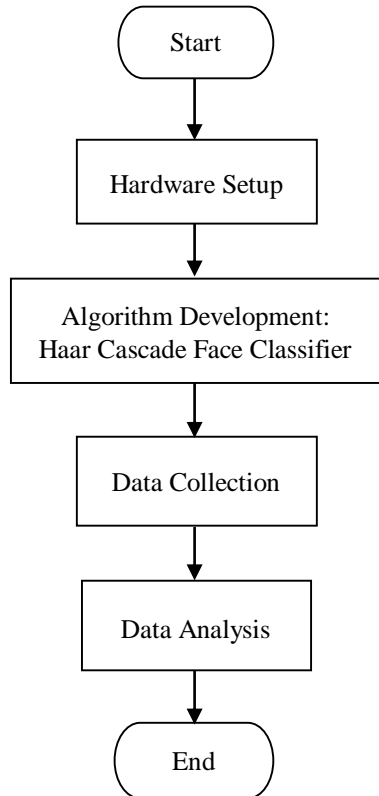 Start
Hardware Setup
Algorithm Development:
Haar Cascade Face Classifier
Data Collection
Data Analysis
End